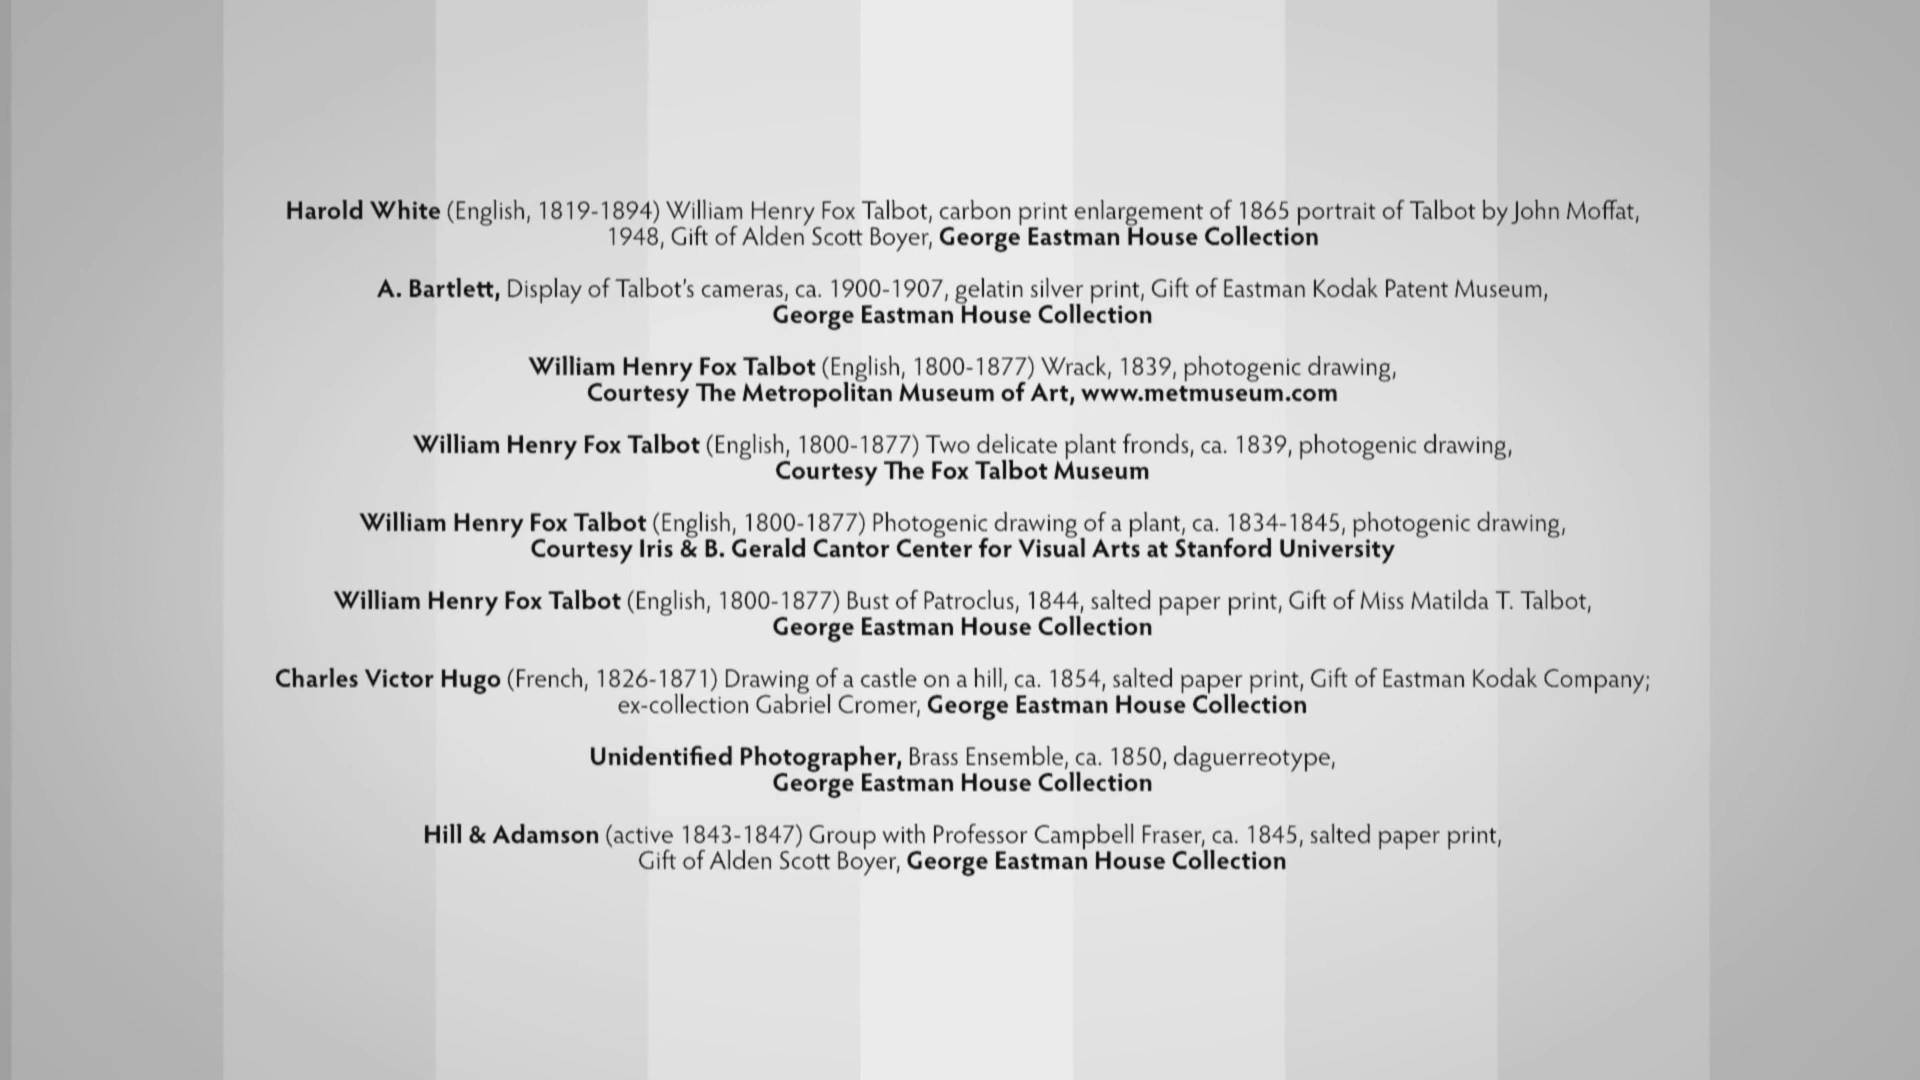 Harold White (English, 1819-1894) William Henry Fox Talbot, carbon print enlargement of 1865 portrait of Talbot by John Moffat,
1948, Gift of Alden Scott Boyer, George Eastman House Collection
A. Bartlett, Display of Talbot's cameras, ca. 1900-1907, gelatin silver print, Gift of Eastman Kodak Patent Museum,
George Eastman House Collection
William Henry Fox Talbot (English, 1800-1877) Wrack, 1839, photogenic drawing,
Courtesy The Metropolitan Museum of Art, www.metmuseum.com
William Henry Fox Talbot (English, 1800-1877) Two delicate plant fronds, ca. 1839, photogenic drawing,
Courtesy The Fox Talbot Museum
William Henry Fox Talbot (English, 1800-1877) Photogenic drawing of a plant, ca. 1834-1845, photogenic drawing,
Courtesy Iris & B. Gerald Cantor Center for Visual Arts at Stanford University
William Henry Fox Talbot (English, 1800-1877) Bust of Patroclus, 1844, salted paper print, Gift of Miss Matilda T. Talbot,
George Eastman House Collection
Charles Victor Hugo (French, 1826-1871) Drawing of a castle on a hill, ca. 1854, salted paper print, Gift of Eastman Kodak Company;
ex-collection Gabriel Cromer, George Eastman House Collection
Unidentified Photographer, Brass Ensemble, ca. 1850, daguerreotype,
George Eastman House Collection
Hill & Adamson (active 1843-1847) Group with Professor Campbell Fraser, ca. 1845, salted paper print,
Gift of Alden Scott Boyer, George Eastman House Collection